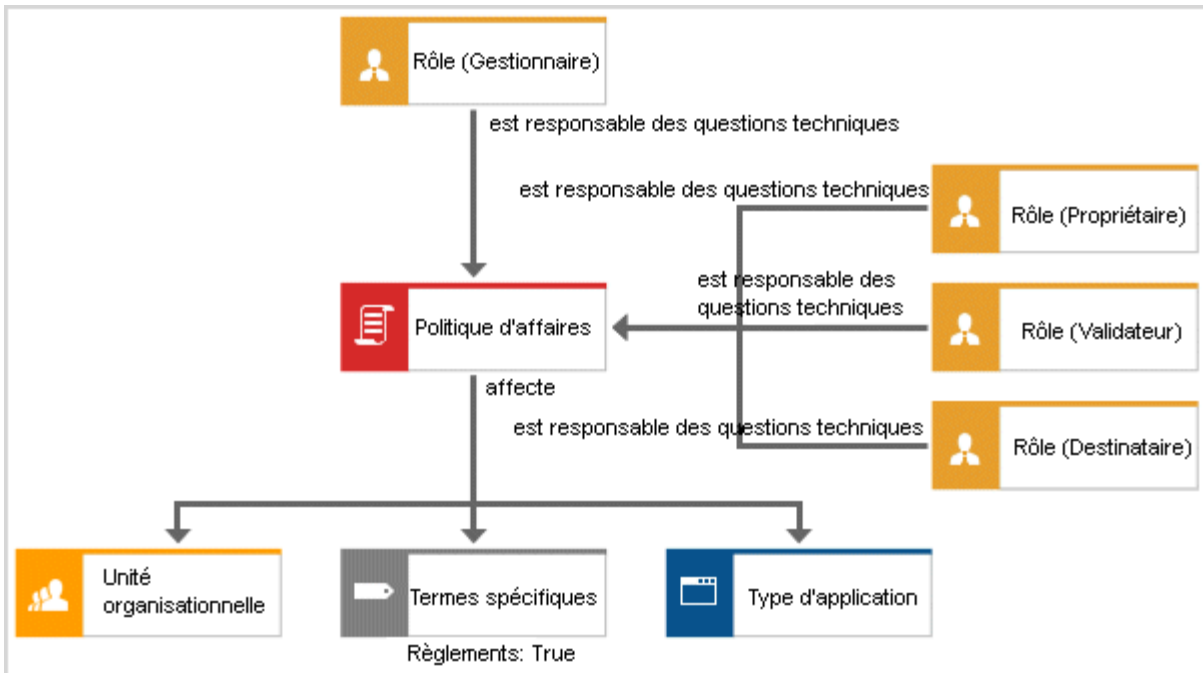 Rôle (Gestionnaire)
est responsable des questions techniques
est responsable des questions techniques
Rôle (Propriétaire)
est responsable des
questions techniques
Politique d'affaires
Rôle (Validateur)
affecte
est responsable des questions techniques
Rôle (Destinataire)
Unité
organisationnelle
Termes spécifiques
Type d'application
Règlements: True